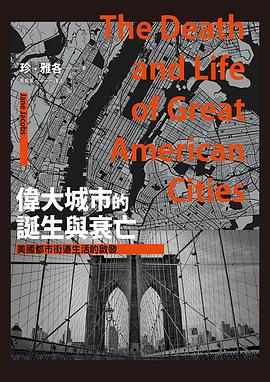 The Death
and Life
of Great
American
Cities
珍・雅各
Jane Jacobs
偉大城市的
誕生與衰亡
美國都市街道生活的啟發